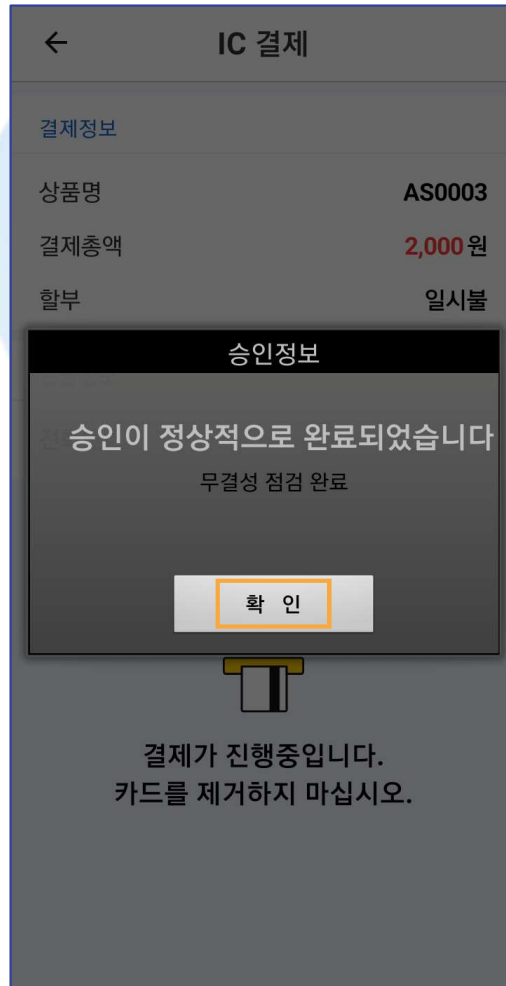 IC 결제
결제정보
상품명 AS0003
결제총액 2,000 원
할부 일시불
승인정보
승인이 정상적으로 완료되었습니다
무결성 점검 완료
확 인
결제가 진행중입니다.
카드를 제거하지 마십시오.